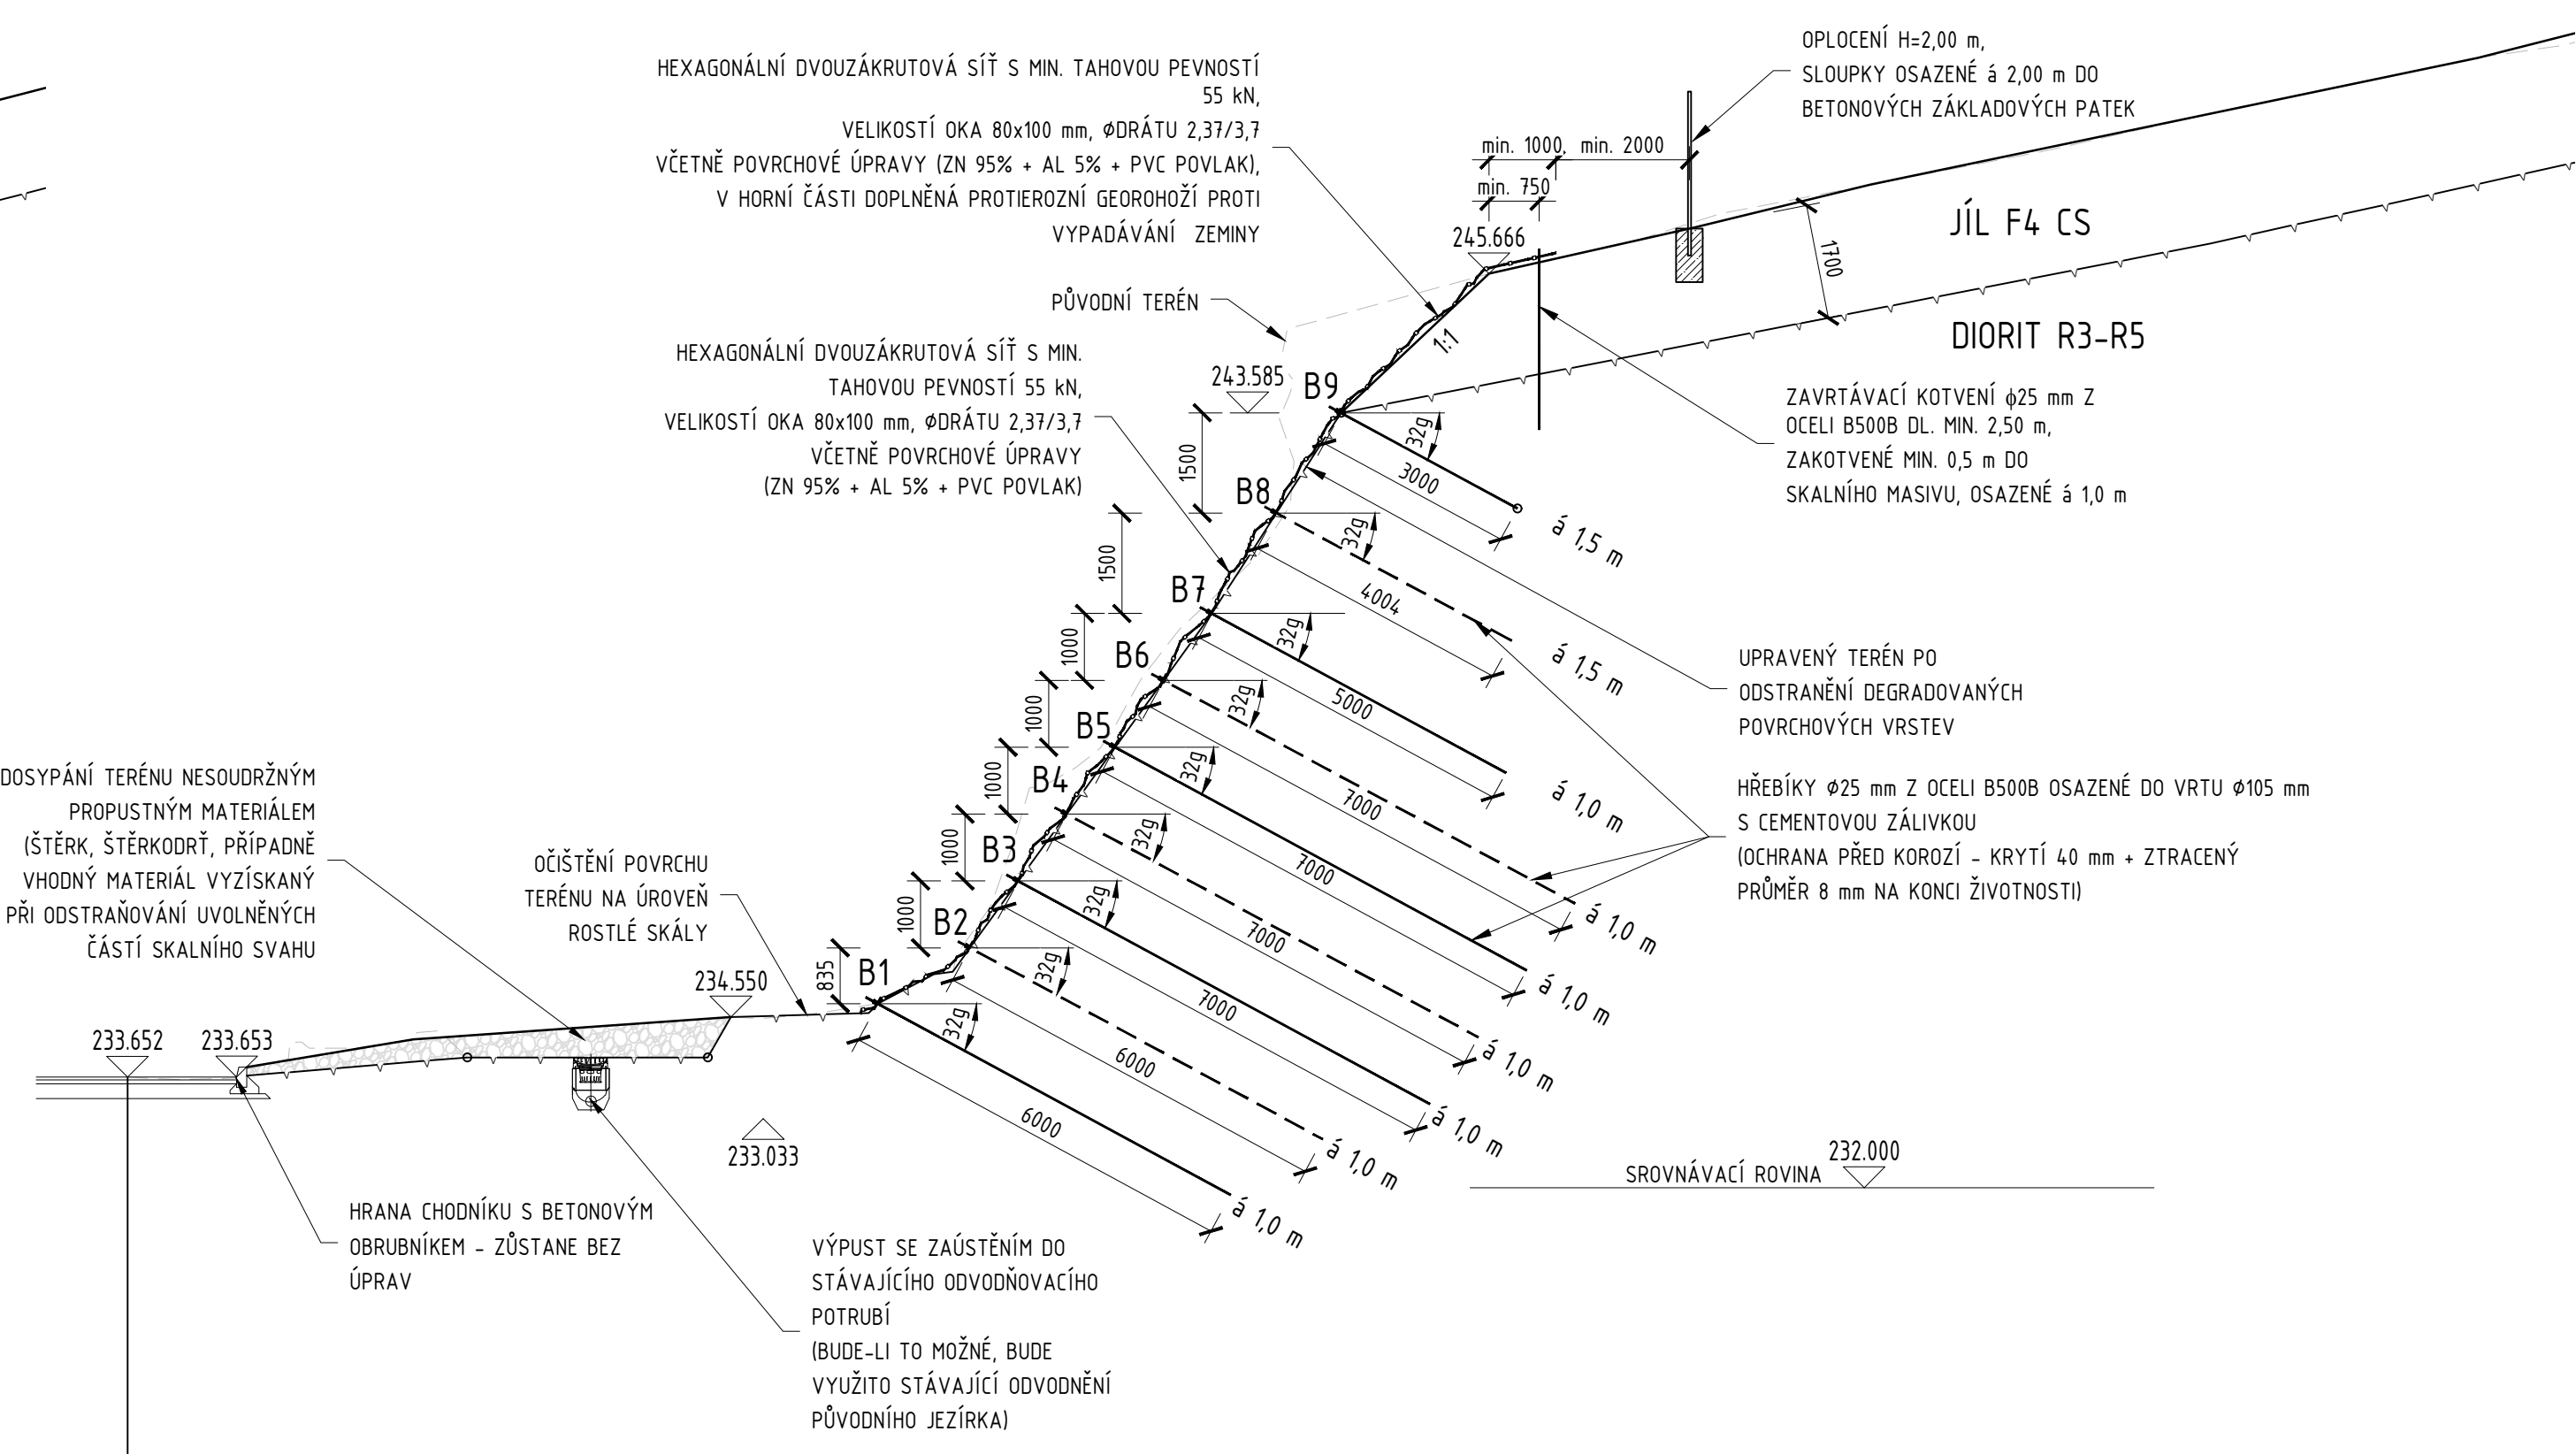 OPLOCENÍ H=2,00 m,
SLOUPKY OSAZENÉ á 2,00 m DO
BETONOVÝCH ZÁKLADOVÝCH PATEK
HEXAGONÁLNÍ DVOUZÁKRUTOVÁ SÍŤ S MIN. TAHOVOU PEVNOSTÍ
55 kN,
VELIKOSTÍ OKA 80x100 mm, ØDRÁTU 2,37/3,7
VČETNĚ POVRCHOVÉ ÚPRAVY (ZN 95% + AL 5% + PVC POVLAK),
V HORNÍ ČÁSTI DOPLNĚNÁ PROTIEROZNÍ GEOROHOŽÍ PROTI
VYPADÁVÁNÍ ZEMINY
min. 1000, min. 2000
min. 750
245.666
JÍL F4 CS
1700
DIORIT R3-R5
PŮVODNÍ TERÉN
1:1
HEXAGONÁLNÍ DVOUZÁKRUTOVÁ SÍŤ S MIN.
TAHOVOU PEVNOSTÍ 55 kN,
VELIKOSTÍ OKA 80x100 mm, ØDRÁTU 2,37/3,7
VČETNĚ POVRCHOVÉ ÚPRAVY
(ZN 95% + AL 5% + PVC POVLAK)
243.585
ZAVRTÁVACÍ KOTVENÍ ϕ25 mm Z
OCELI B500B DL. MIN. 2,50 m,
ZAKOTVENÉ MIN. 0,5 m DO
SKALNÍHO MASIVU, OSAZENÉ á 1,0 m
B9
32g
3000
á 1,5 m
1500
B8
32g
4004
á 1,5 m
1500
B7
32g
5000
á 1,0 m
1000
B6
32g
7000
á 1,0 m
1000
B5
32g
7000
á 1,0 m
1000
B4
32g
7000
á 1,0 m
1000
B3
32g
7000
á 1,0 m
1000
B2
32g
6000
á 1,0 m
835
B1
32g
6000
á 1,0 m
UPRAVENÝ TERÉN PO
ODSTRANĚNÍ DEGRADOVANÝCH
POVRCHOVÝCH VRSTEV
HŘEBÍKY Ø25 mm Z OCELI B500B OSAZENÉ DO VRTU Ø105 mm
S CEMENTOVOU ZÁLIVKOU
(OCHRANA PŘED KOROZÍ - KRYTÍ 40 mm + ZTRACENÝ
PRŮMĚR 8 mm NA KONCI ŽIVOTNOSTI)
DOSYPÁNÍ TERÉNU NESOUDRŽNÝM
PROPUSTNÝM MATERIÁLEM
(ŠTĚRK, ŠTĚRKODRŤ, PŘÍPADNĚ
VHODNÝ MATERIÁL VYZÍSKANÝ
PŘI ODSTRAŇOVÁNÍ UVOLNĚNÝCH
ČÁSTÍ SKALNÍHO SVAHU
OČIŠTĚNÍ POVRCHU
TERÉNU NA ÚROVEŇ
ROSTLÉ SKÁLY
234.550
233.652
233.653
233.033
SROVNÁVACÍ ROVINA
232.000
HRANA CHODNÍKU S BETONOVÝM
OBRUBNÍKEM - ZŮSTANE BEZ
ÚPRAV
VÝPUST SE ZAÚSTĚNÍM DO
STÁVAJÍCÍHO ODVODŇOVACÍHO
POTRUBÍ
(BUDE-LI TO MOŽNÉ, BUDE
VYUŽITO STÁVAJÍCÍ ODVODNĚNÍ
PŮVODNÍHO JEZÍRKA)